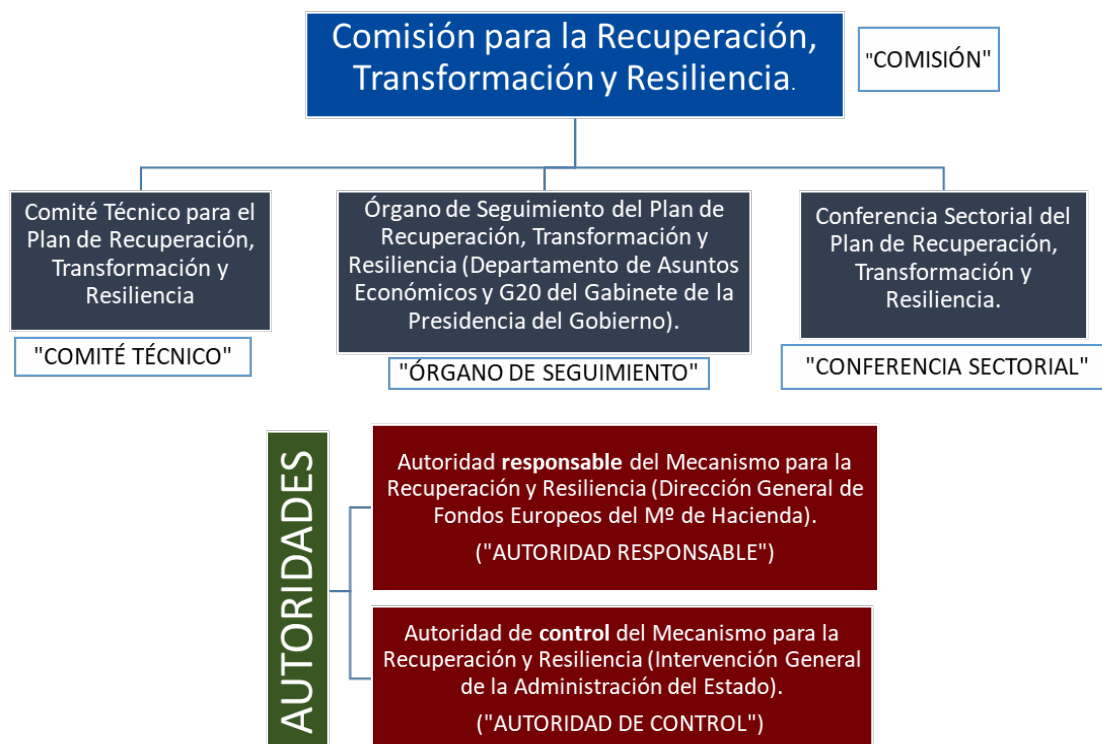 Comisión para la Recuperación,
Transformación y Resiliencia.
"COMISIÓN"
Comité Técnico para el
Plan de Recuperación,
Transformación y
Resiliencia
"COMITÉ TÉCNICO"
Órgano de Seguimiento del Plan de
Recuperación, Transformación y
Resiliencia (Departamento de Asuntos
Económicos y G20 del Gabinete de la
Presidencia del Gobierno).
"ÓRGANO DE SEGUIMIENTO"
Conferencia Sectorial del
Plan de Recuperación,
Transformación y
Resiliencia.
"CONFERENCIA SECTORIAL"
AUTORIDADES
Autoridad responsable del Mecanismo para la
Recuperación y Resiliencia (Dirección General de
Fondos Europeos del Mº de Hacienda).
("AUTORIDAD RESPONSABLE")
Autoridad de control del Mecanismo para la
Recuperación y Resiliencia (Intervención General
de la Administración del Estado).
("AUTORIDAD DE CONTROL")